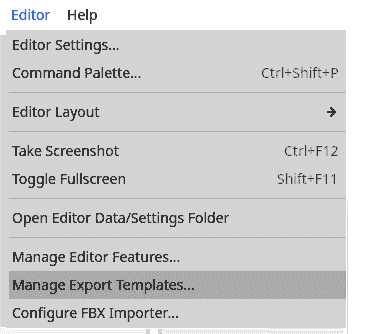 Editor Help
Editor Settings...
Command Palette... Ctrl+Shift+P
Editor Layout
Take Screenshot Ctrl+F12
Toggle Fullscreen Shift+F11
Open Editor Data/Settings Folder
Manage Editor Features...
Manage Export Templates...
Configure FBX Importer...